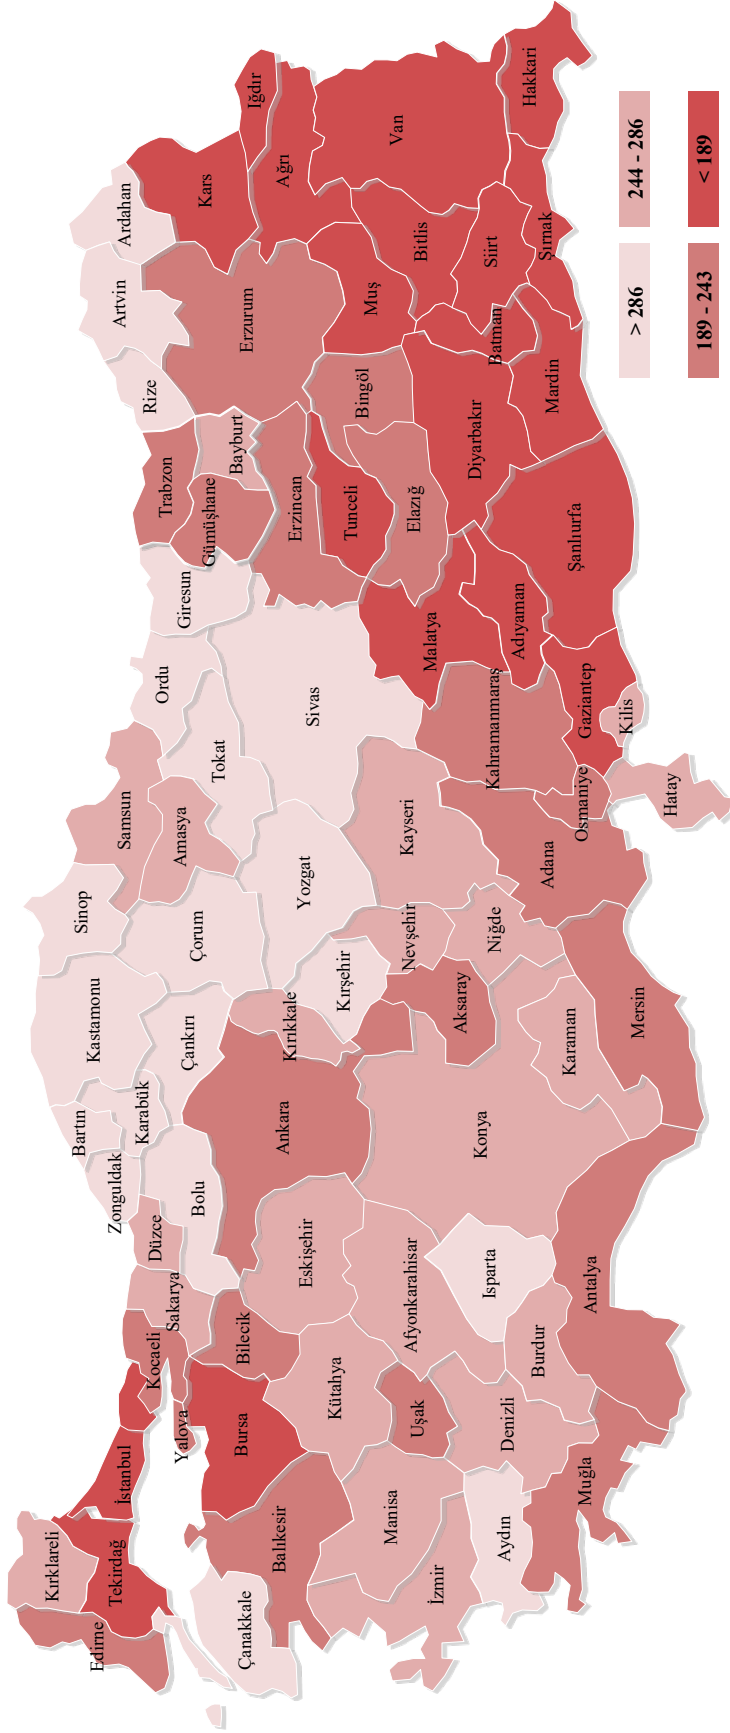 Edirne
Kırklareli
Tekirdağ
İstanbul
Çanakkale
Balıkesir
Bursa
Yalova
Kocaeli
Sakarya
Düzce
Bilecik
Bolu
Zonguldak
Bartın
Karabük
Kastamonu
Çankırı
Sinop
Çorum
Samsun
Amasya
Ordu
Tokat
Giresun
Gümüşhane
Trabzon
Bayburt
Rize
Artvin
Ardahan
Kars
Iğdır
Ağrı
Erzurum
Erzincan
Sivas
Yozgat
Kırıkkale
Kırşehir
Ankara
Eskişehir
Kütahya
Manisa
İzmir
Uşak
Afyonkarahisar
Aydın
Denizli
Muğla
Burdur
Isparta
Antalya
Konya
Karaman
Mersin
Aksaray
Nevşehir
Niğde
Kayseri
Adana
Osmaniye
Hatay
Kahramanmaraş
Kilis
Gaziantep
Malatya
Adıyaman
Şanlıurfa
Tunceli
Elazığ
Bingöl
Diyarbakır
Mardin
Muş
Batman
Bitlis
Siirt
Şırnak
Van
Hakkari
> 286
244 - 286
189 - 243
< 189